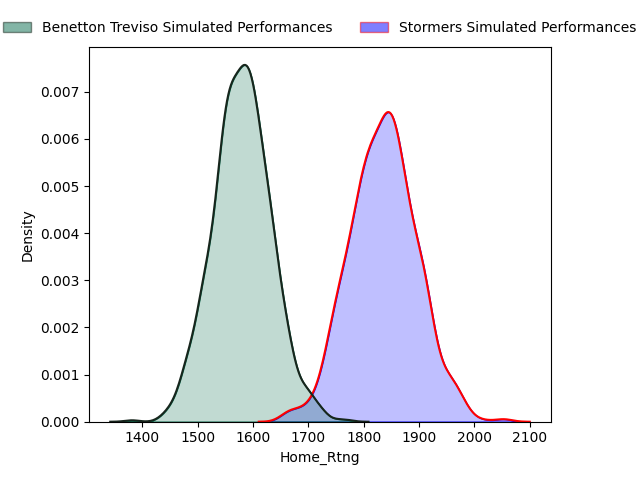 Benetton Treviso Simulated Performances Stormers Simulated Performances
0.007
0.006
0.005
0.004
0.003
0.002
0.001
0.000
Density
1400 1500 1600 1700 1800 1900 2000 2100
Home_Rtng